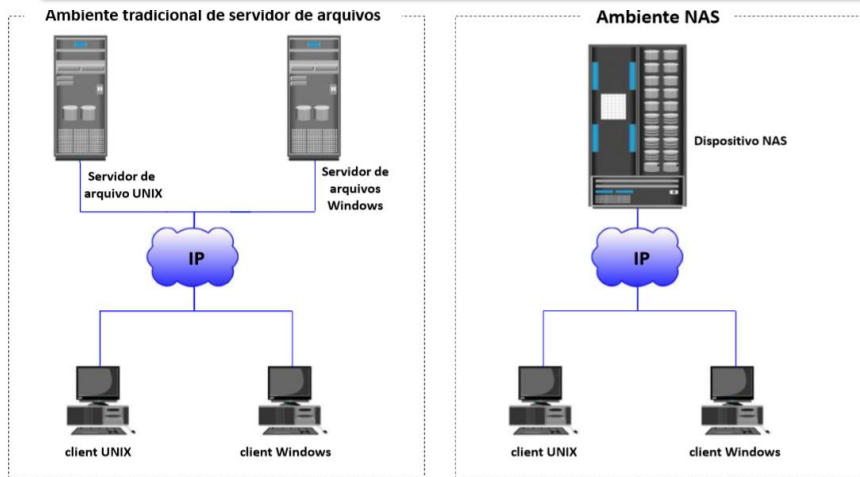 Ambiente tradicional de servidor de arquivos
Servidor de
arquivo UNIX
Servidor de
arquivos
Windows
IP
client UNIX
client Windows
Ambiente NAS
Dispositivo NAS
IP
client UNIX
client Windows